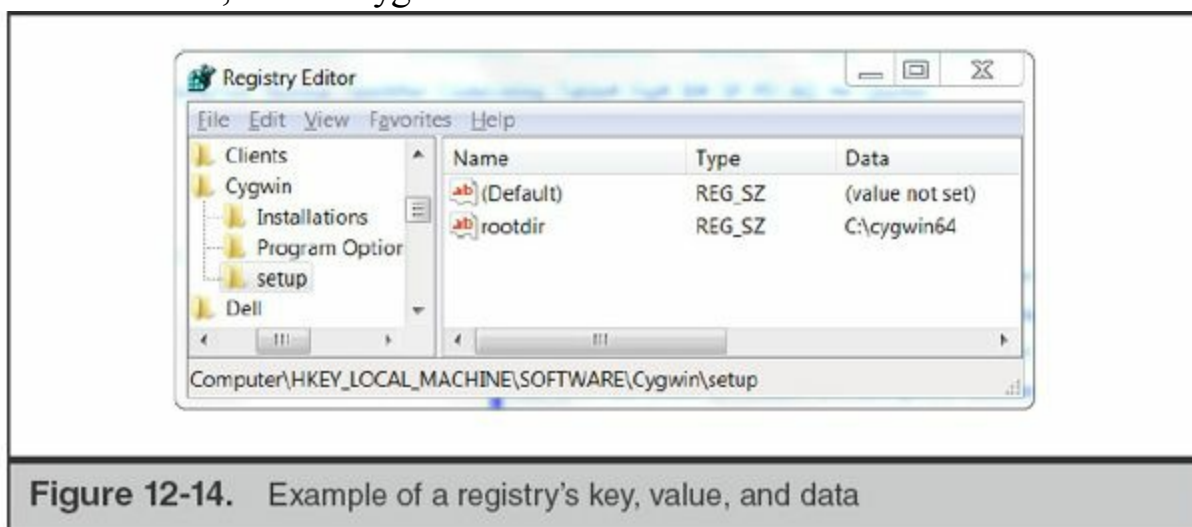 Registry Editor
File Edit View Favorites Help
Clients
Cygwin
Installations
Program Option
setup
Dell
Name Type Data
(Default) REG_SZ (value not set)
rootdir REG_SZ C:\cygwin64
Computer\HKEY_LOCAL_MACHINE\SOFTWARE\Cygwin\setup
Figure 12-14. Example of a registry's key, value, and data